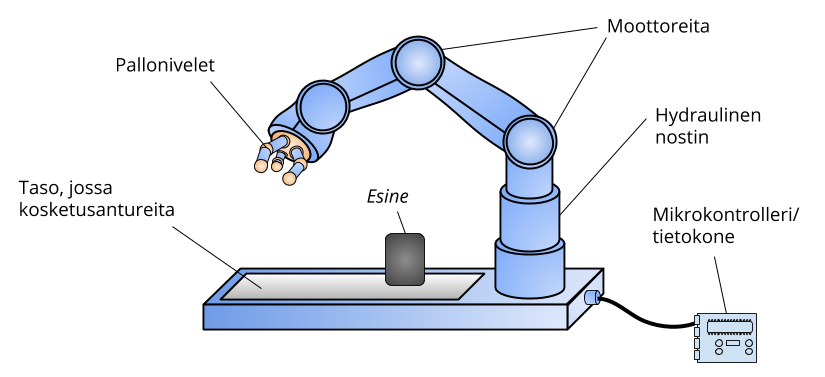 Moottoreita
Pallonivelet
Hydraulinen
nostin
Taso, jossa
kosketusantureita
Esine
Mikrokontrolleri/
tietokone